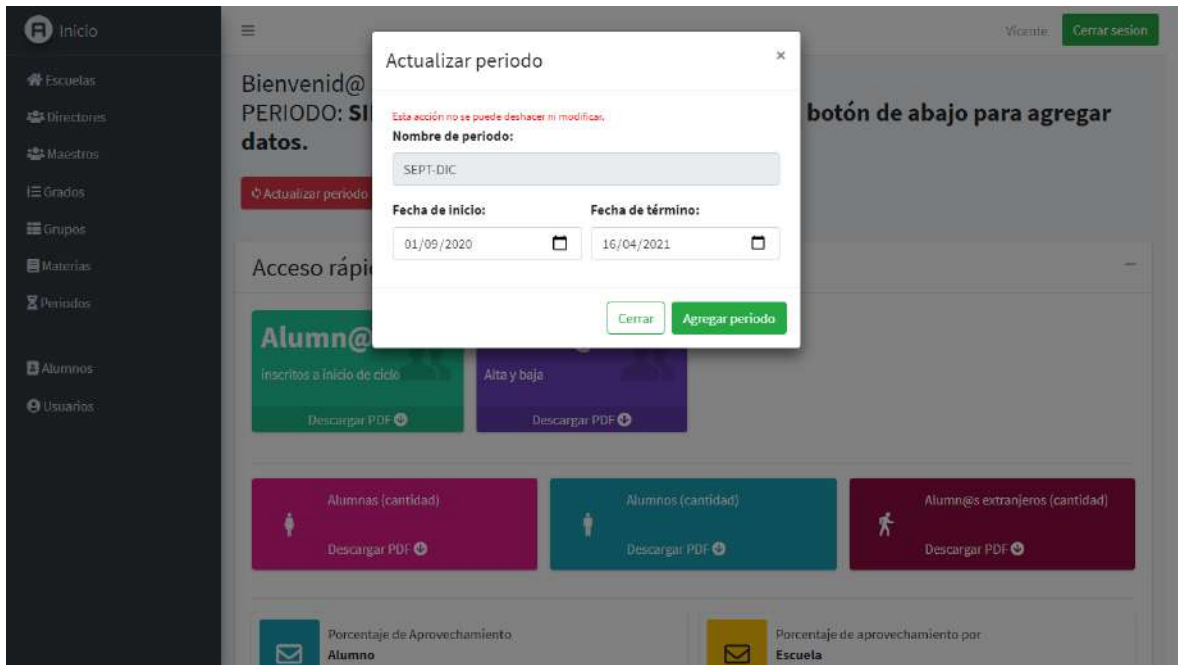 Inicio
Escuelas
Directores
Maestros
Grados
Grupos
Materias
Periodos
Alumnos
Usuarios
Vicente
Cerrar sesion
Bienvenid@
PERIODO: SI
botón de abajo para agregar
datos.
Actualizar periodo
Actualizar periodo
×
Esta acción no se puede deshacer ni modificar.
Nombre de periodo:
SEPT-DIC
Fecha de inicio: Fecha de término:
01/09/2020 16/04/2021
Cerrar Agregar periodo
Acceso rápi
Alumn@
inscritos a inicio de ciclo
Descargar PDF
Alta y baja
Descargar PDF
Alumnas (cantidad)
Descargar PDF
Alumnos (cantidad)
Descargar PDF
Alumn@s extranjeros (cantidad)
Descargar PDF
Porcentaje de Aprovechamiento
Alumno
Porcentaje de aprovechamiento por
Escuela